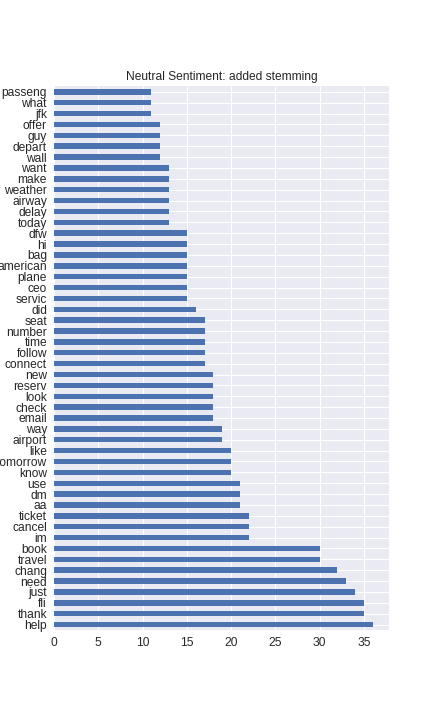 Neutral Sentiment: added stemming
passeng
what
jfk
offer
guy
depart
wall
want
make
weather
airway
delay
today
dfw
hi
bag
american
plane
ceo
servic
did
seat
number
time
follow
connect
new
reserv
look
check
email
way
airport
like
omorrow
know
use
dm
aa
ticket
cancel
im
book
travel
chang
need
just
fli
thank
help
0 5 10 15 20 25 30 35